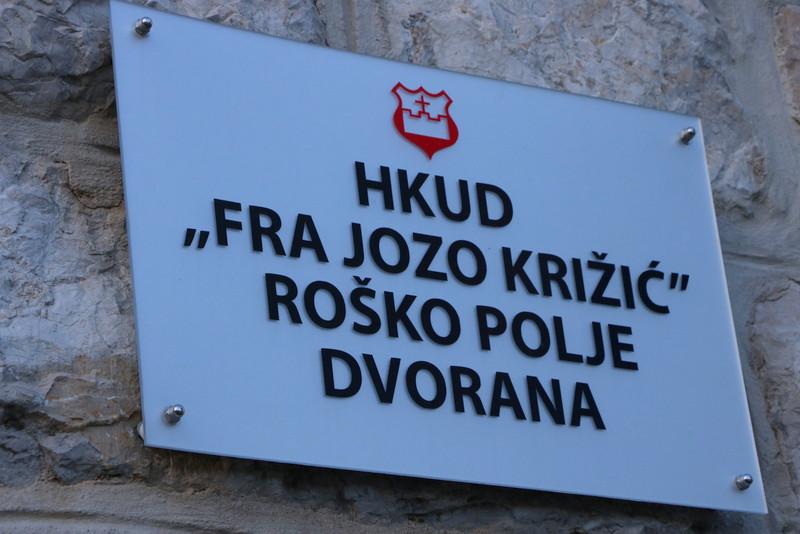 HKUD
„FRA JOZO KRIŽIĆ”
ROŠKO POLJE
DVORANA